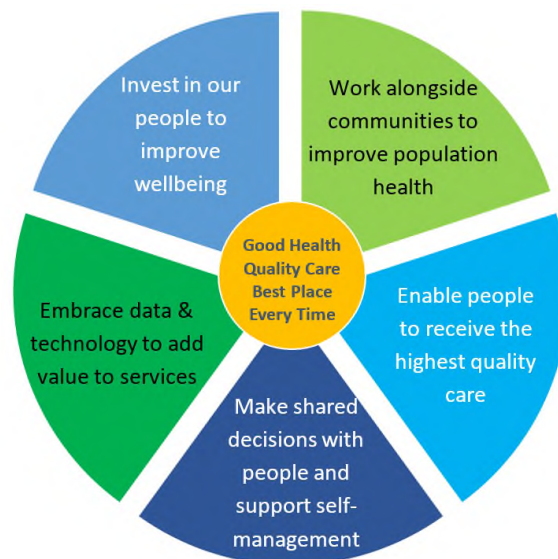 Invest in our
people to
improve
wellbeing
Work alongside
communities to
improve population
health
Good Health
Quality Care
Best Place
Every Time
Embrace data &
technology to add
value to services
Enable people
to receive the
highest quality
care
Make shared
decisions with
people and
support self-
management